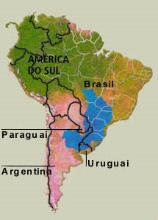 AMÉRICA
DO SUL
Brasil
Paraguai
Uruguai
Argentina